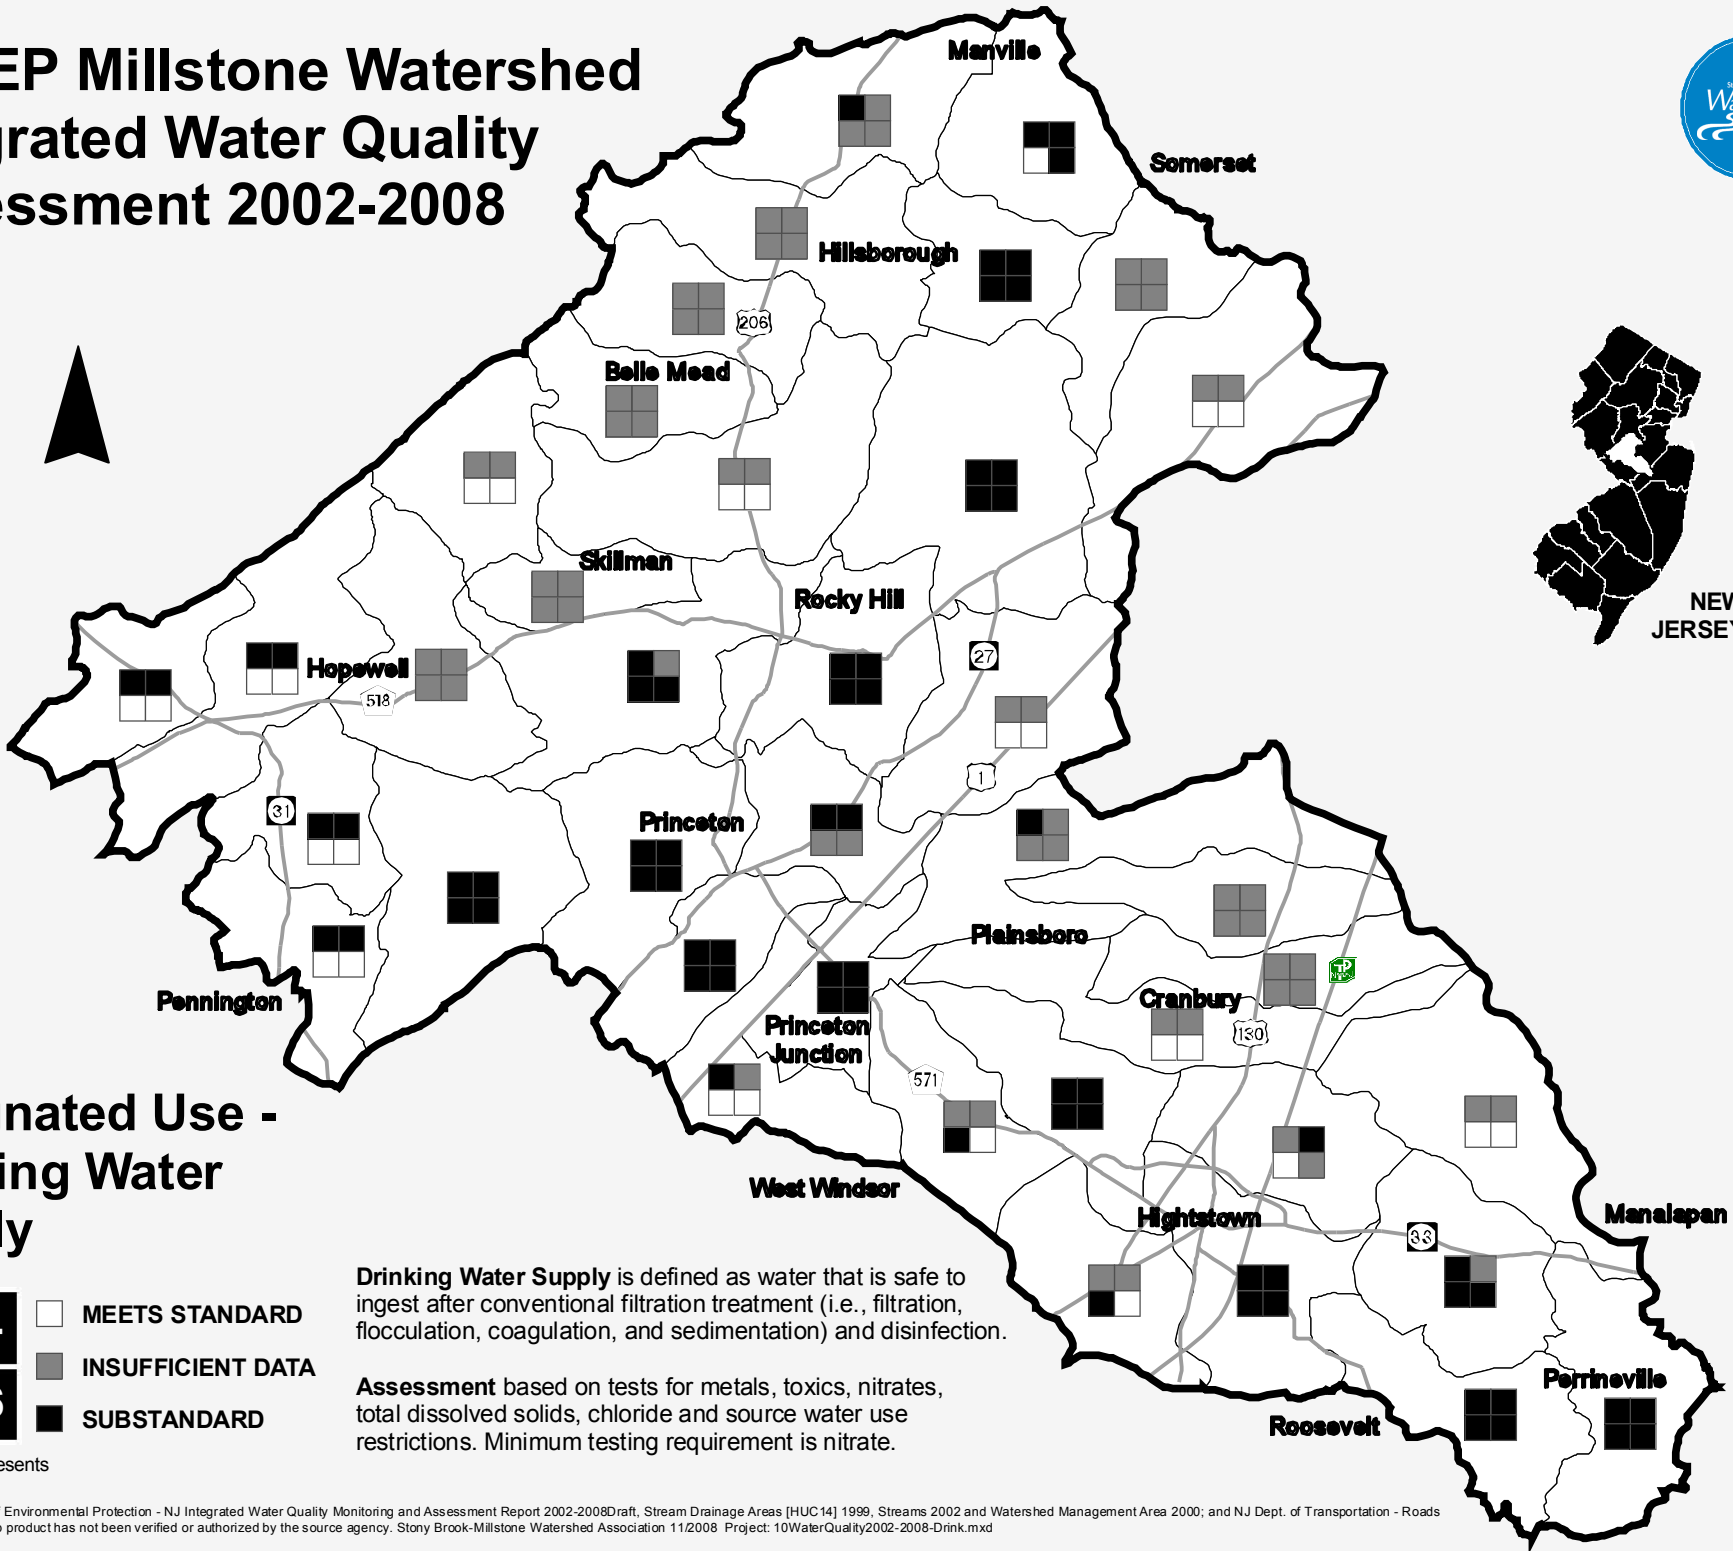 EP Millstone Watershed
grated Water Quality
essment 2002-2008
Manville
Somerset
Hillsborough
206
Belle Mead
Skillman
Rocky Hill
NEW
JERSEY
27
Hopewell
518
1
31
Princeton
Plainsboro
Pennington
Cranbury
Princeton
Junction
130
571
West Windsor
Hightstown
Manalapan
33
Perrineville
Roosevelt
nated Use -
ing Water
ly
MEETS STANDARD
INSUFFICIENT DATA
SUBSTANDARD
esents
Drinking Water Supply is defined as water that is safe to
ingest after conventional filtration treatment (i.e., filtration,
flocculation, coagulation, and sedimentation) and disinfection.
Assessment based on tests for metals, toxics, nitrates,
total dissolved solids, chloride and source water use
restrictions. Minimum testing requirement is nitrate.
Environmental Protection - NJ Integrated Water Quality Monitoring and Assessment Report 2002-2008Draft, Stream Drainage Areas [HUC14] 1999, Streams 2002 and Watershed Management Area 2000; and NJ Dept. of Transportation - Roads
product has not been verified or authorized by the source agency. Stony Brook-Millstone Watershed Association 11/2008 Project: 10WaterQuality2002-2008-Drink.mxd